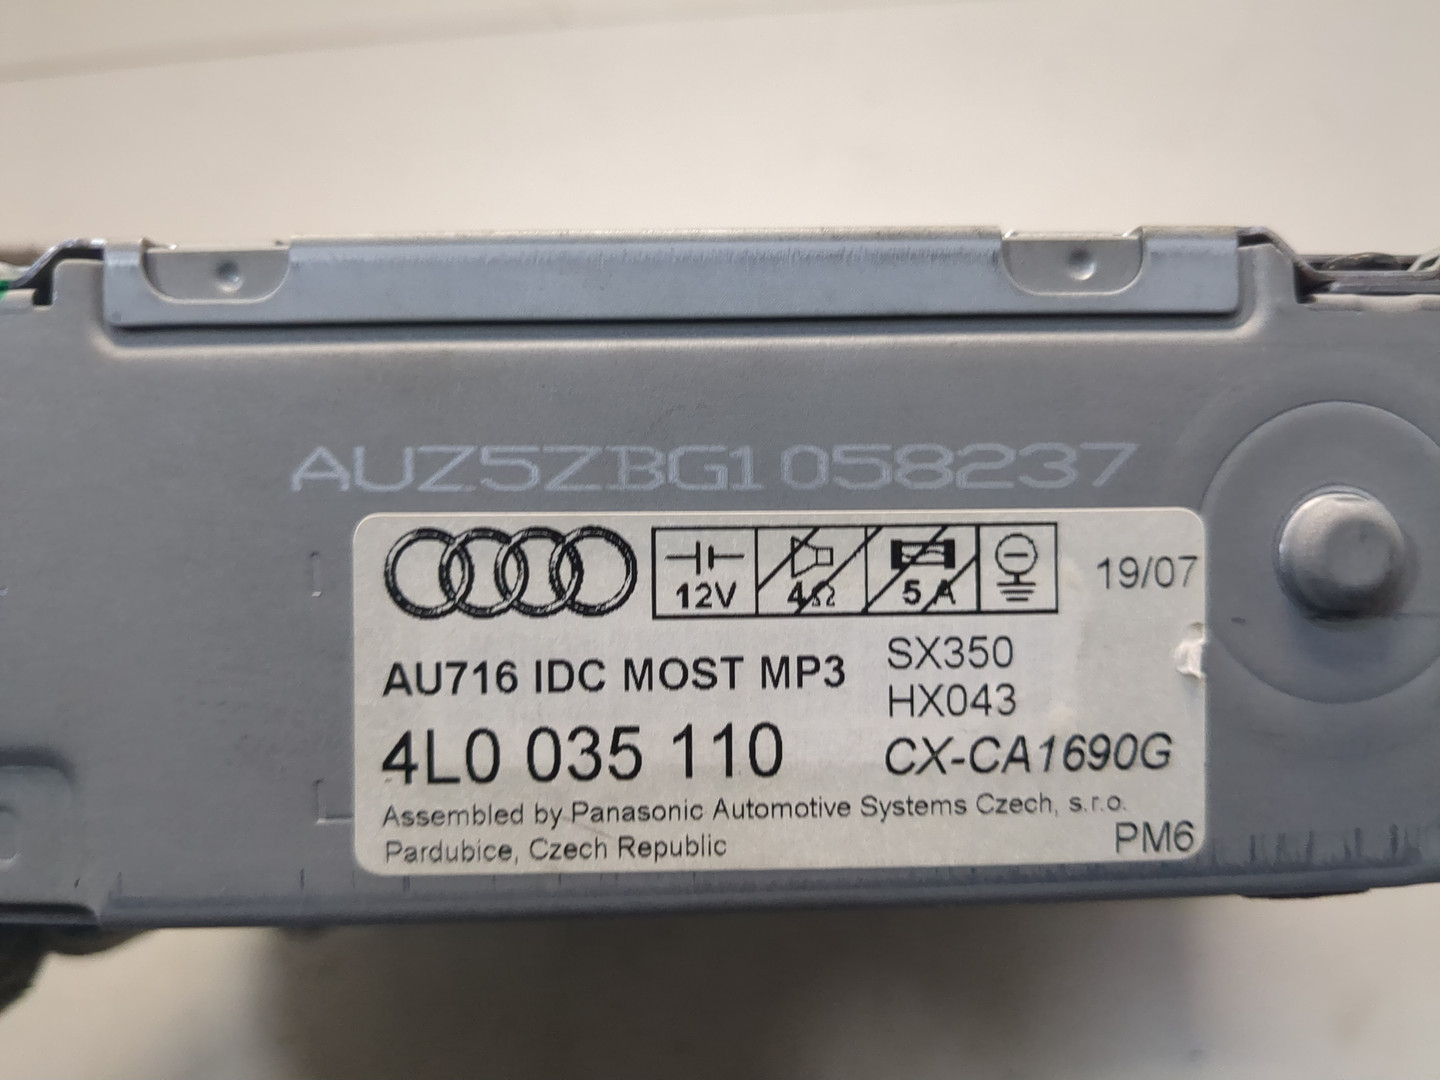 AUZ5ZBG1058237
12V 4Ω 5A
19/07
AU716 IDC MOST MP3
SX350
HX043
4L0 035 110
CX-CA1690G
Assembled by Panasonic Automotive Systems Czech, s.r.o.
Pardubice, Czech Republic
PM6